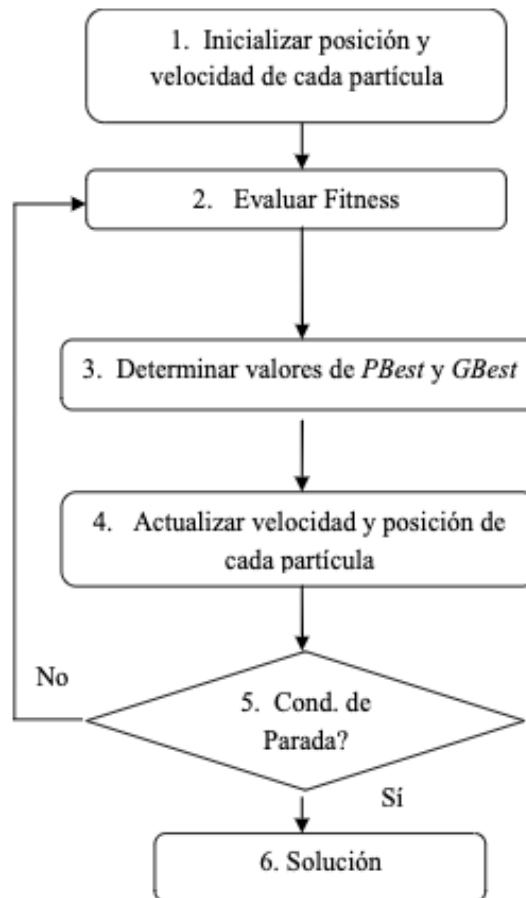 1. Inicializar posición y
velocidad de cada partícula
2. Evaluar Fitness
3. Determinar valores de PBest y GBest
4. Actualizar velocidad y posición de
cada partícula
No
5. Cond. de
Parada?
Sí
6. Solución